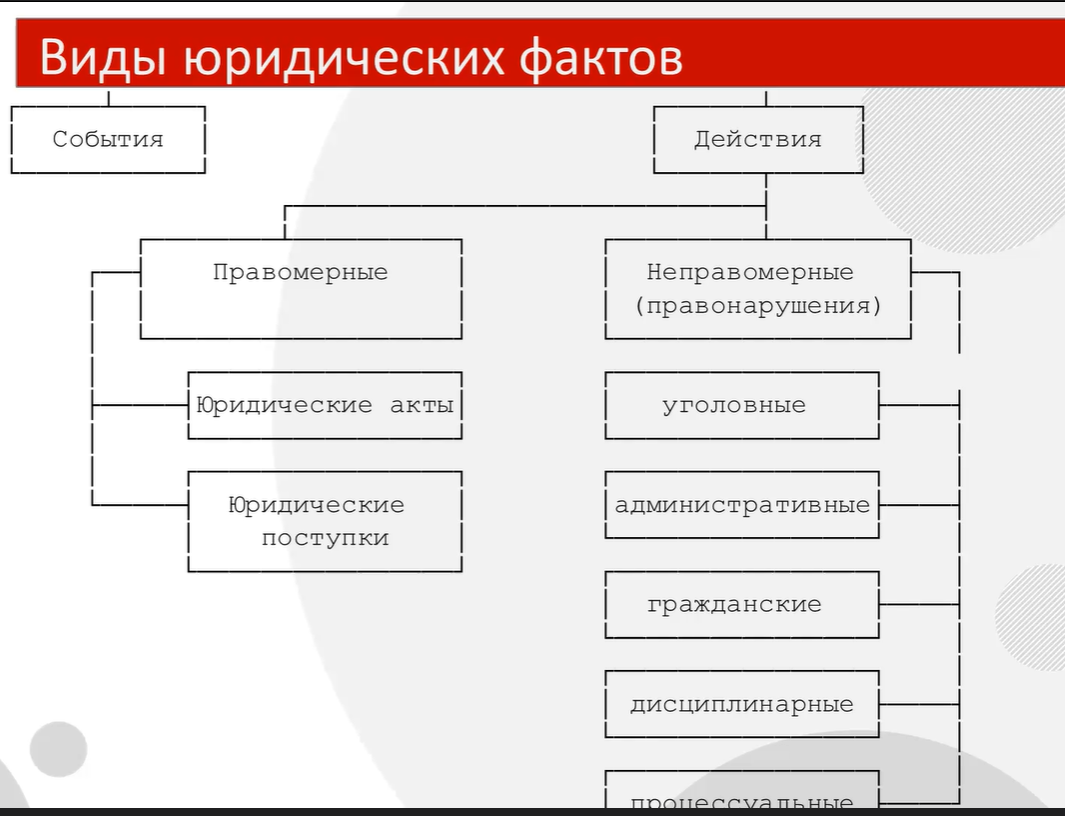 Виды юридических фактов
События
Действия
Правомерные
Неправомерные
(правонарушения)
Юридические акты
уголовные
Юридические
поступки
административные
гражданские
дисциплинарные
процессуальные